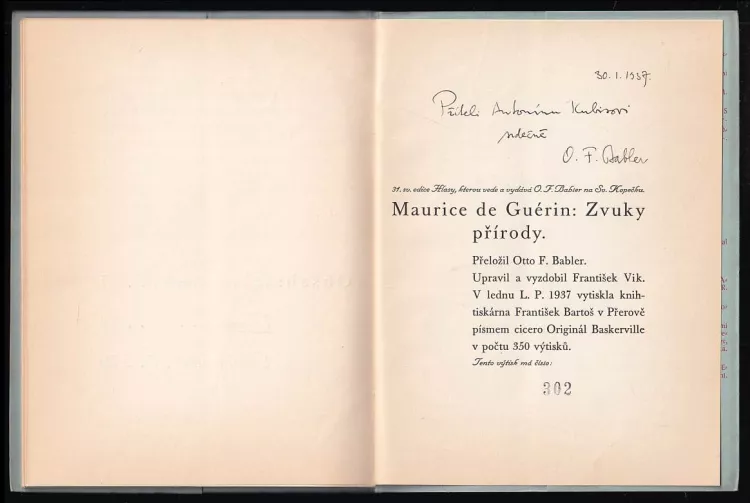 30. I. 1937.
Příteli Antonínu Kubisovi
srdečně
O. F. Babler
31. sv. edice Hlasy, kterou vede a vydává O. F. Babler na Sv. Kopečku.
Maurice de Guérin: Zvuky
přírody.
Přeložil Otto F. Babler.
Upravil a vyzdobil František Vik.
V lednu L. P. 1937 vytiskla knih-
tiskárna František Bartoš v Přerově
písmem cicero Originál Baskerville
v počtu 350 výtisků.
Tento výtisk má číslo:
302